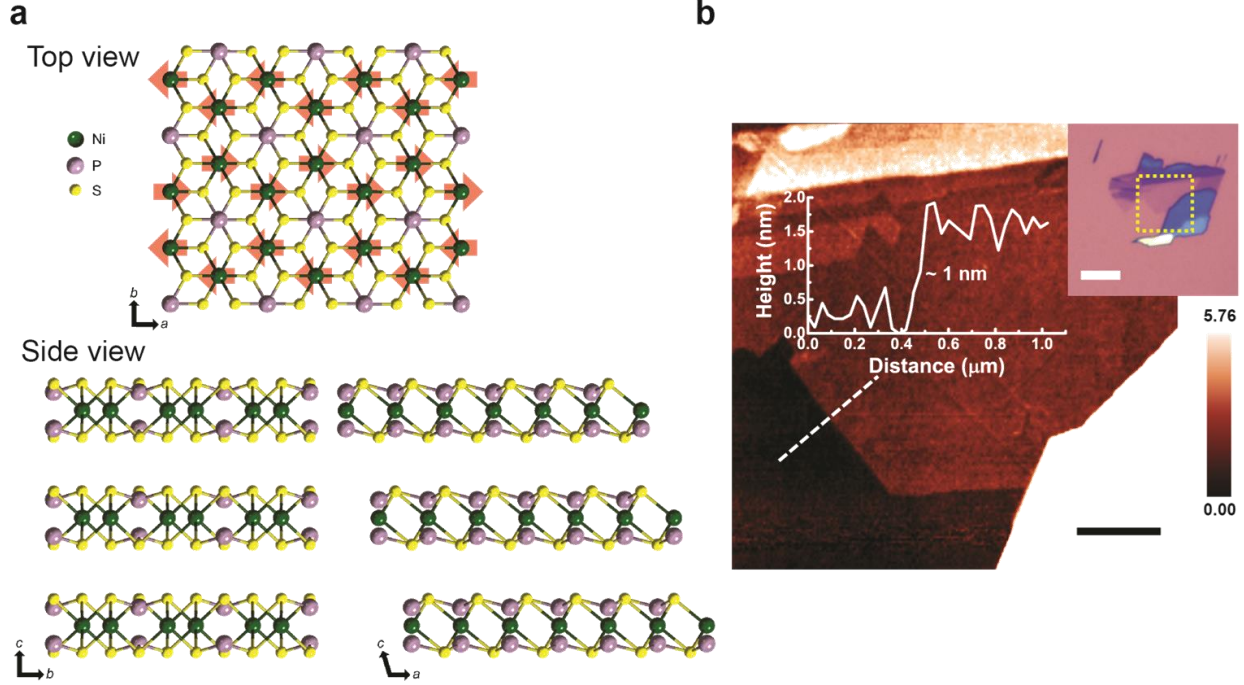 a
Top view
Ni
P
S
b
a
Side view
c
b
c
a
b
2.0
1.5
1.0
0.5
0.0
Height (nm)
~ 1 nm
0.0 0.2 0.4 0.6 0.8 1.0
Distance (μm)
5.76
0.00